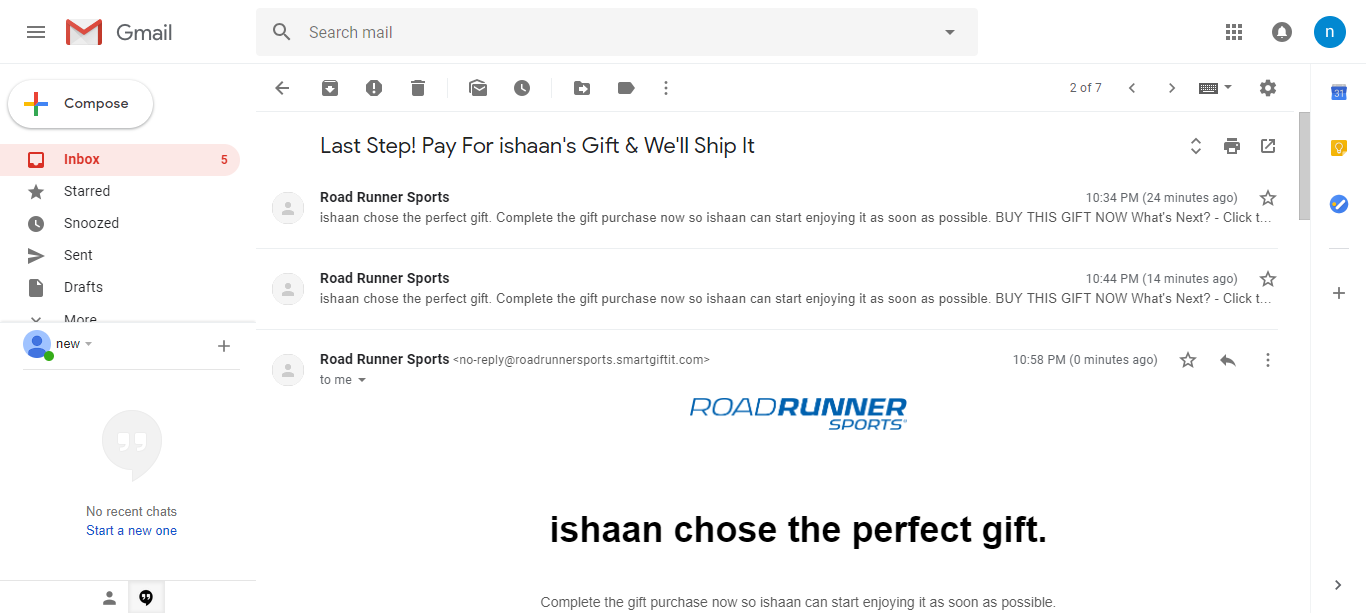 Gmail
Search mail
n
Compose
2 of 7
31
Inbox 5
Starred
Snoozed
Sent
Drafts
More
new
No recent chats
Start a new one
Last Step! Pay For ishaan's Gift & We'll Ship It
Road Runner Sports 10:34 PM (24 minutes ago)
ishaan chose the perfect gift. Complete the gift purchase now so ishaan can start enjoying it as soon as possible. BUY THIS GIFT NOW What's Next? - Click t...
Road Runner Sports 10:44 PM (14 minutes ago)
ishaan chose the perfect gift. Complete the gift purchase now so ishaan can start enjoying it as soon as possible. BUY THIS GIFT NOW What's Next? - Click t...
Road Runner Sports <no-reply@roadrunnersports.smartgiftit.com> 10:58 PM (0 minutes ago)
to me
ROADRUNNER
SPORTS
ishaan chose the perfect gift.
Complete the gift purchase now so ishaan can start enjoying it as soon as possible.